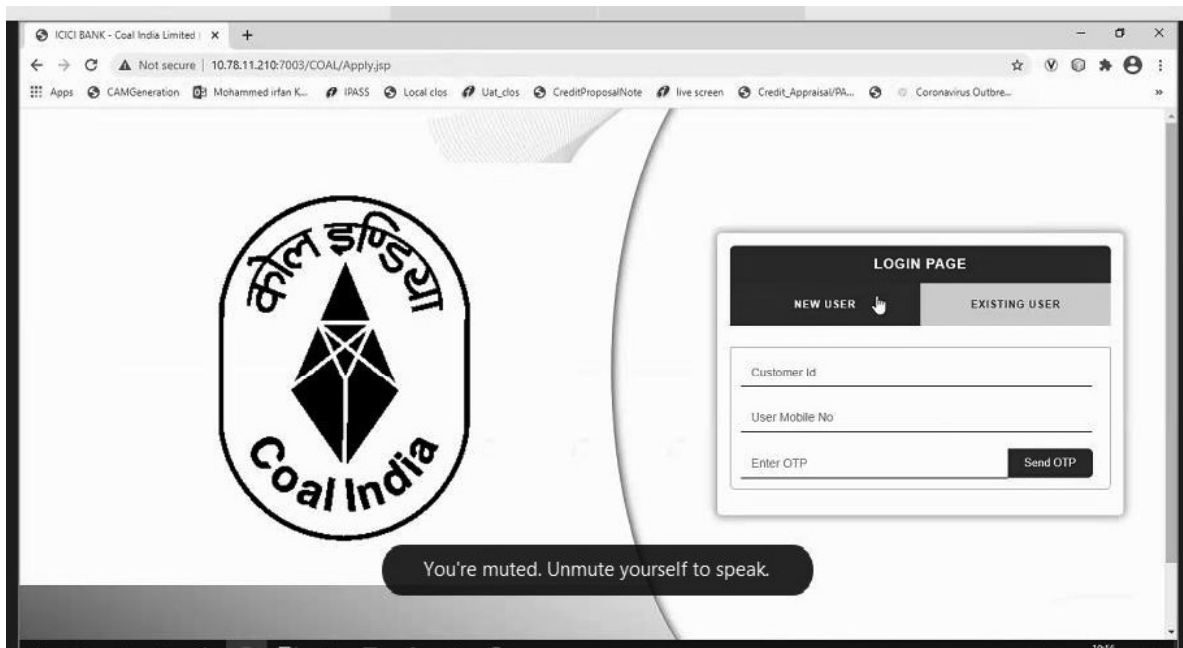 ICICI BANK - Coal India Limited
Not secure | 10.78.11.210:7003/COAL/Apply.jsp
Apps CAMGeneration Mohammed irfan K... IPASS Local clos Uat_clos CreditProposalNote live screen Credit_Appraisal/PA... Coronavirus Outbre... »
कोल इण्डिया
Coal India
LOGIN PAGE
NEW USER EXISTING USER
Customer Id
User Mobile No
Enter OTP Send OTP
You're muted. Unmute yourself to speak.